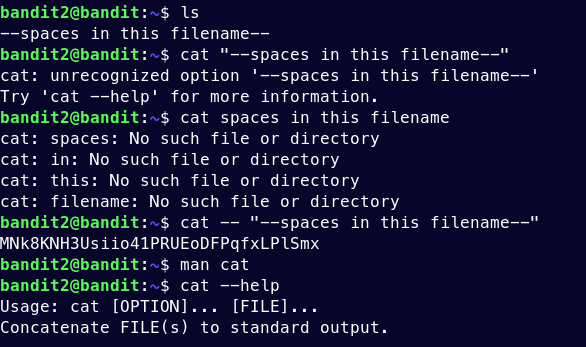 bandit2@bandit:~$ ls
--spaces in this filename--
bandit2@bandit:~$ cat "--spaces in this filename--"
cat: unrecognized option '--spaces in this filename--'
Try 'cat --help' for more information.
bandit2@bandit:~$ cat spaces in this filename
cat: spaces: No such file or directory
cat: in: No such file or directory
cat: this: No such file or directory
cat: filename: No such file or directory
bandit2@bandit:~$ cat -- "--spaces in this filename--"
MNk8KNH3Usiio41PRUEoDFPqfxLPlSmx
bandit2@bandit:~$ man cat
bandit2@bandit:~$ cat --help
Usage: cat [OPTION]... [FILE]...
Concatenate FILE(s) to standard output.